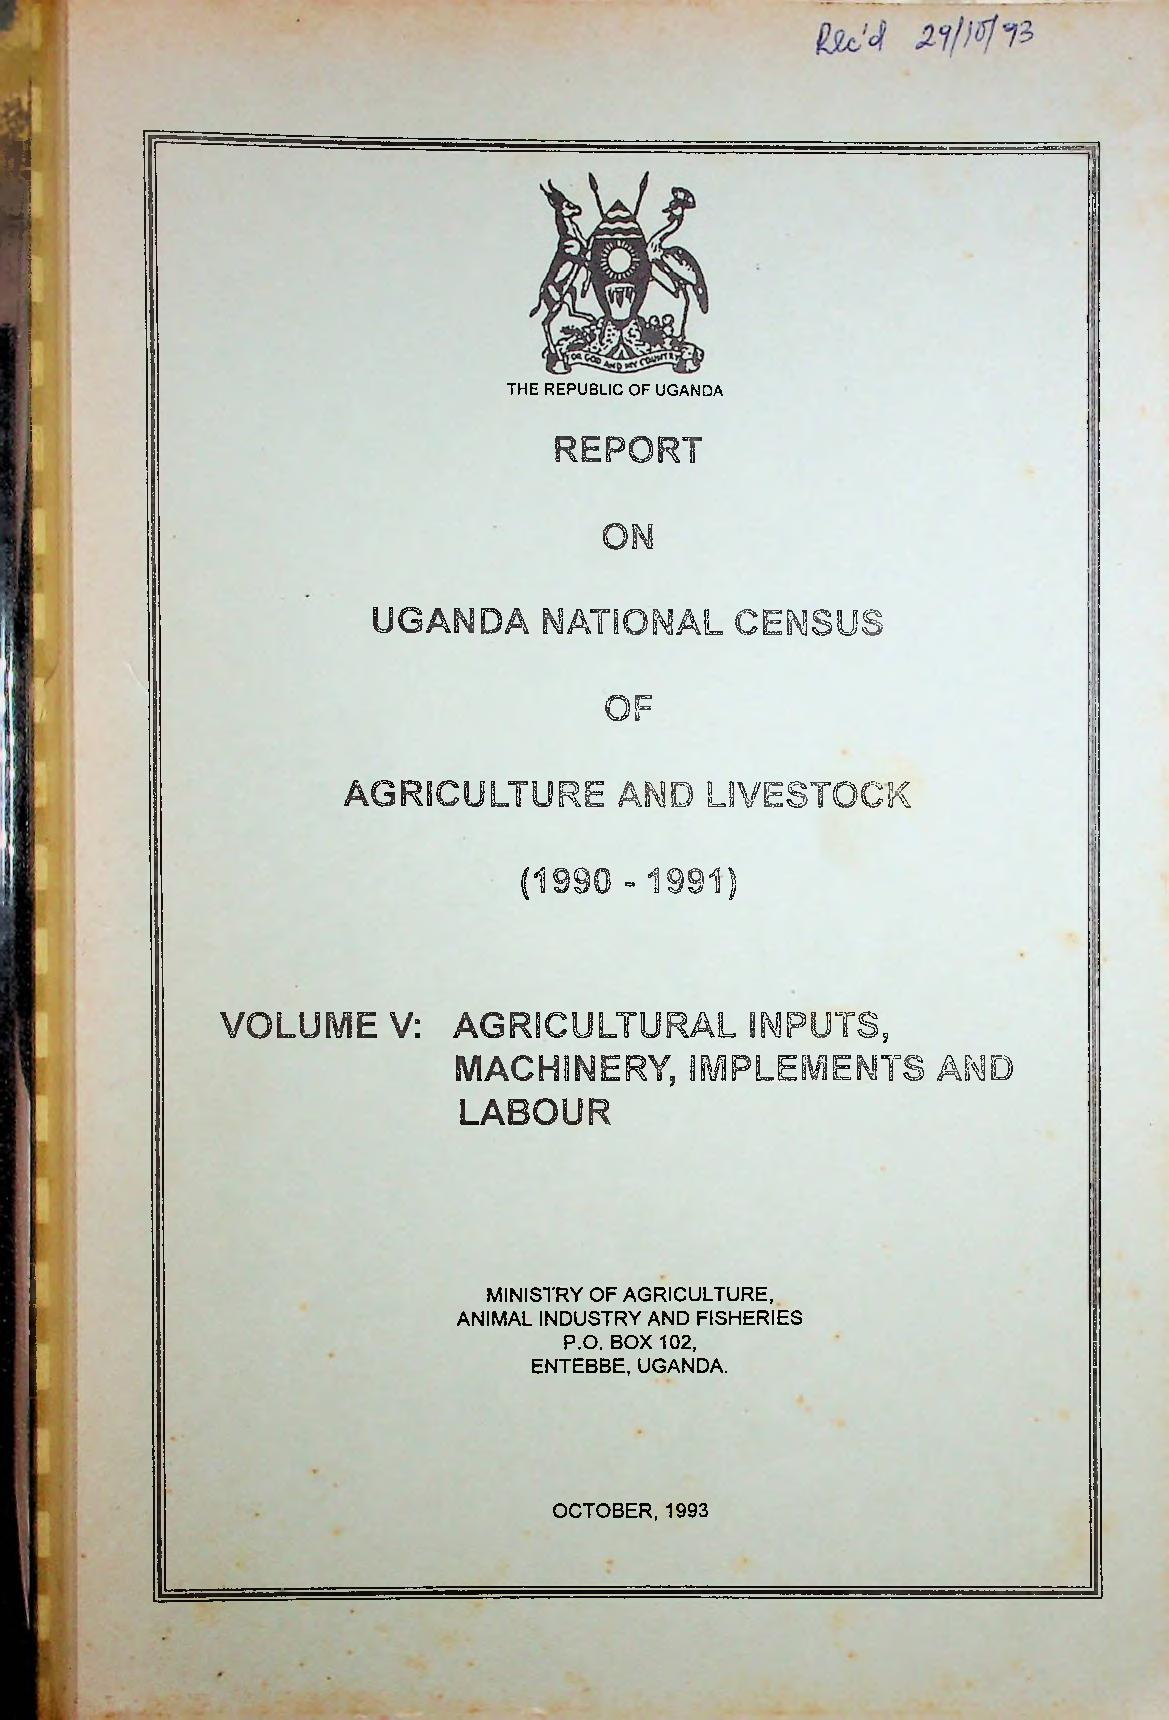 Rec'd 29/10/93
FOR GOD AND MY COUNTRY
THE REPUBLIC OF UGANDA
REPORT
ON
UGANDA NATIONAL CENSUS
OF
AGRICULTURE AND LIVESTOCK
(1990 - 1991)
VOLUME V: AGRICULTURAL INPUTS,
MACHINERY, IMPLEMENTS AND
LABOUR
MINISTRY OF AGRICULTURE,
ANIMAL INDUSTRY AND FISHERIES
P.O. BOX 102,
ENTEBBE, UGANDA.
OCTOBER, 1993